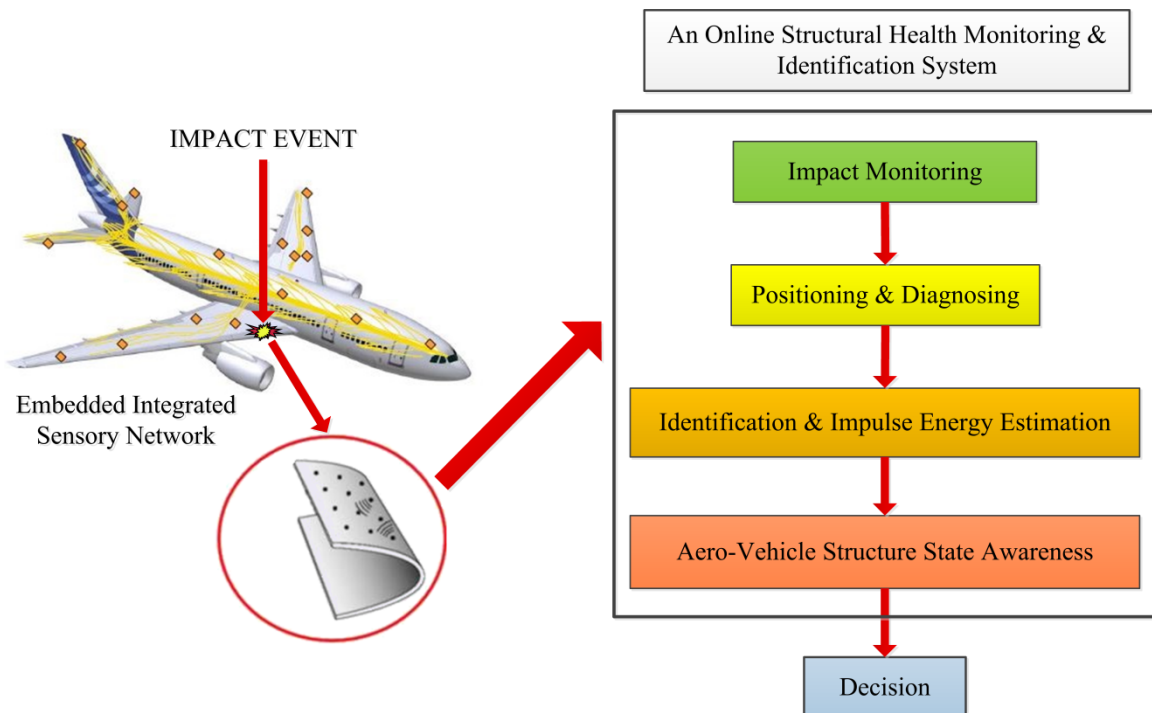 An Online Structural Health Monitoring &
Identification System
IMPACT EVENT
Embedded Integrated
Sensory Network
Impact Monitoring
Positioning & Diagnosing
Identification & Impulse Energy Estimation
Aero-Vehicle Structure State Awareness
Decision